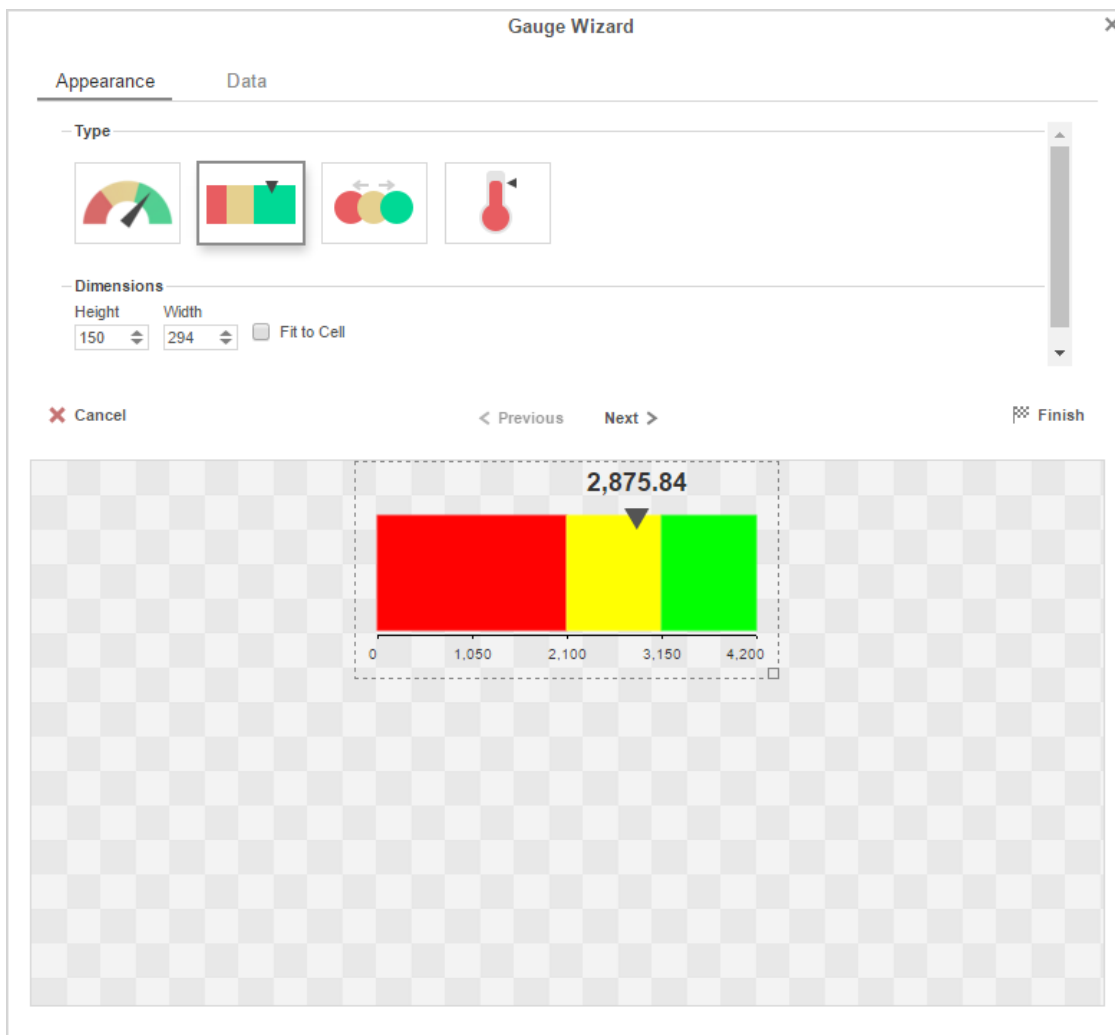 Gauge Wizard
Appearance Data
Type
Dimensions
Height Width
150 294 Fit to Cell
Cancel < Previous Next > Finish
2,875.84
0 1,050 2,100 3,150 4,200